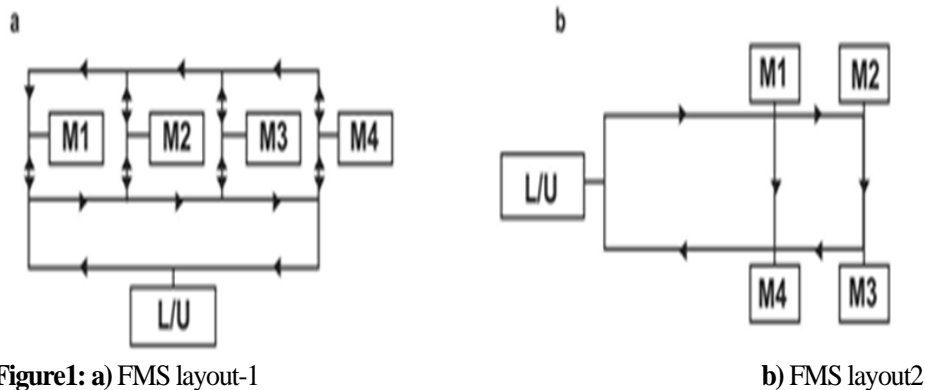 a b
M1 M2
M1 M2 M3 M4
L/U
M4 M3
L/U
Figure1: a) FMS layout-1 b) FMS layout2